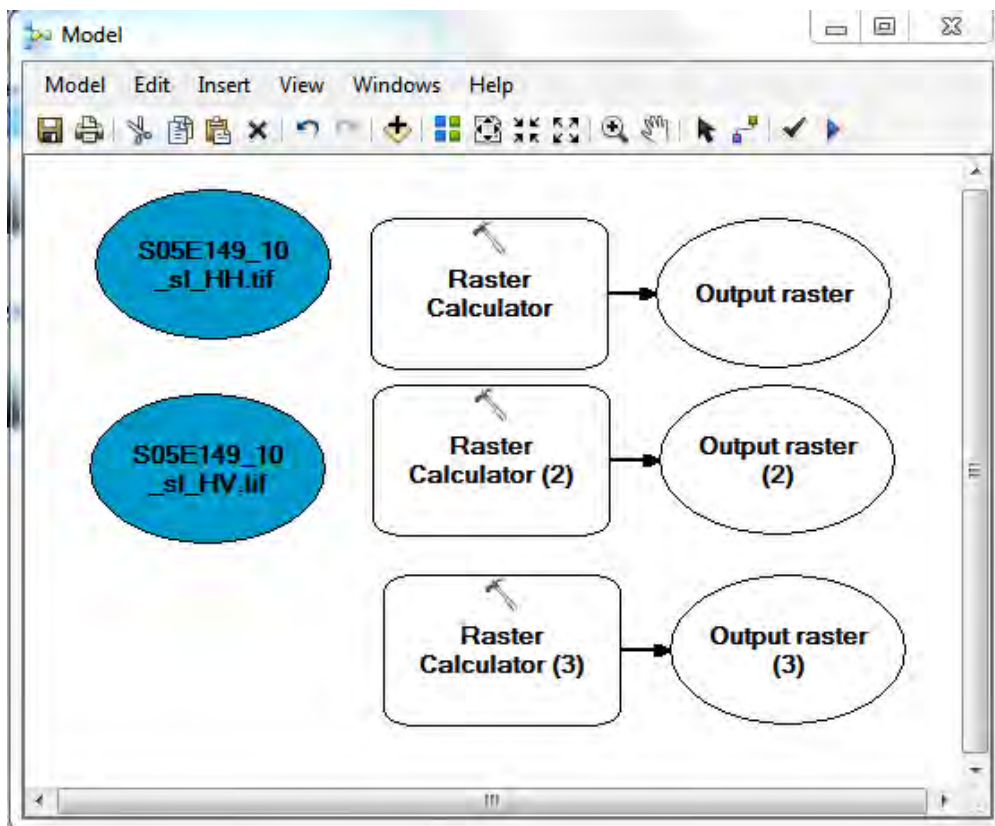 Model
Model Edit Insert View Windows Help
S05E149_10
_sl_HH.tif
Raster
Calculator
Output raster
S05E149_10
_sl_HV.tif
Raster
Calculator (2)
Output raster
(2)
Raster
Calculator (3)
Output raster
(3)